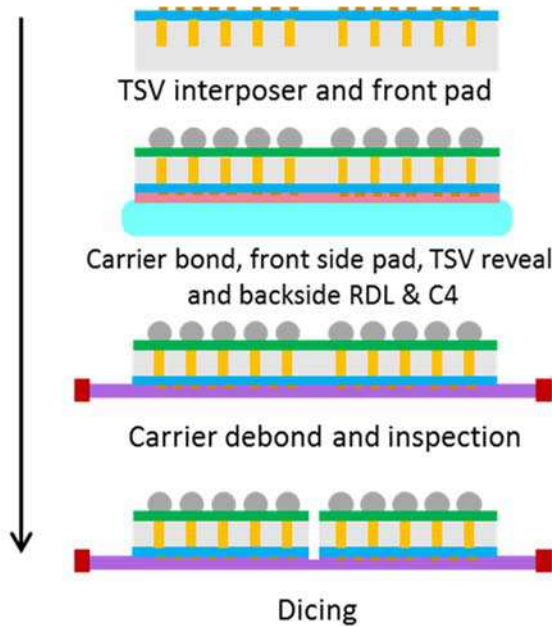 TSV interposer and front pad
Carrier bond, front side pad, TSV reveal
and backside RDL & C4
Carrier debond and inspection
Dicing